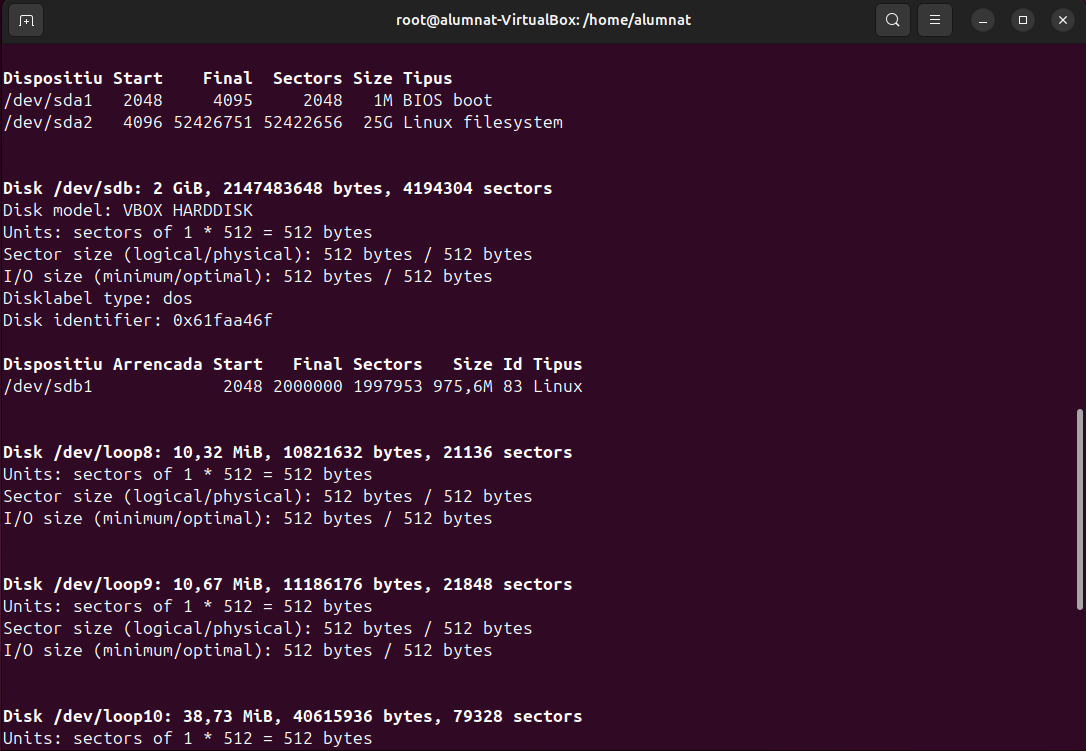 root@alumnat-VirtualBox: /home/alumnat
Dispositiu Start    Final  Sectors Size Tipus
/dev/sda1   2048     4095     2048   1M BIOS boot
/dev/sda2   4096 52426751 52422656  25G Linux filesystem
Disk /dev/sdb: 2 GiB, 2147483648 bytes, 4194304 sectors
Disk model: VBOX HARDDISK
Units: sectors of 1 * 512 = 512 bytes
Sector size (logical/physical): 512 bytes / 512 bytes
I/O size (minimum/optimal): 512 bytes / 512 bytes
Disklabel type: dos
Disk identifier: 0x61faa46f
Dispositiu Arrencada Start   Final Sectors   Size Id Tipus
/dev/sdb1             2048 2000000 1997953 975,6M 83 Linux
Disk /dev/loop8: 10,32 MiB, 10821632 bytes, 21136 sectors
Units: sectors of 1 * 512 = 512 bytes
Sector size (logical/physical): 512 bytes / 512 bytes
I/O size (minimum/optimal): 512 bytes / 512 bytes
Disk /dev/loop9: 10,67 MiB, 11186176 bytes, 21848 sectors
Units: sectors of 1 * 512 = 512 bytes
Sector size (logical/physical): 512 bytes / 512 bytes
I/O size (minimum/optimal): 512 bytes / 512 bytes
Disk /dev/loop10: 38,73 MiB, 40615936 bytes, 79328 sectors
Units: sectors of 1 * 512 = 512 bytes